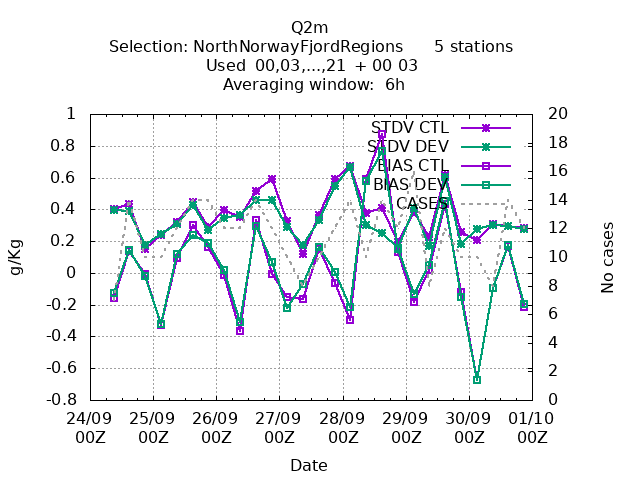 Q2m
Selection: NorthNorwayFjordRegions 5 stations
Used 00,03,...,21 + 00 03
Averaging window: 6h
STDV CTL
STDV DEV
BIAS CTL
BIAS DEV
CASES
g/Kg
1
0.8
0.6
0.4
0.2
0
-0.2
-0.4
-0.6
-0.8
No cases
20
18
16
14
12
10
8
6
4
2
0
24/09 25/09 26/09 27/09 28/09 29/09 30/09 01/10
00Z 00Z 00Z 00Z 00Z 00Z 00Z 00Z
Date